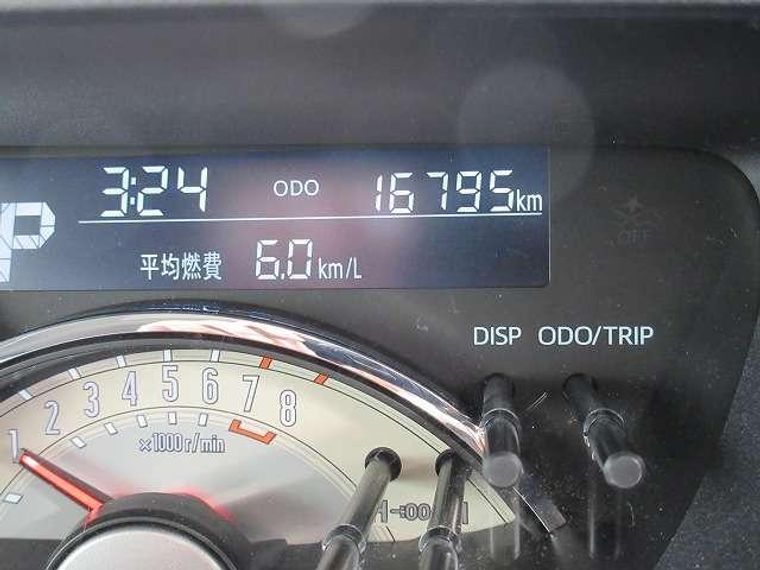 3:24 ODO 16795km
P
平均燃費 6.0km/L
OFF
DISP ODO/TRIP
1 2 3 4 5 6 7 8
×1000r/min